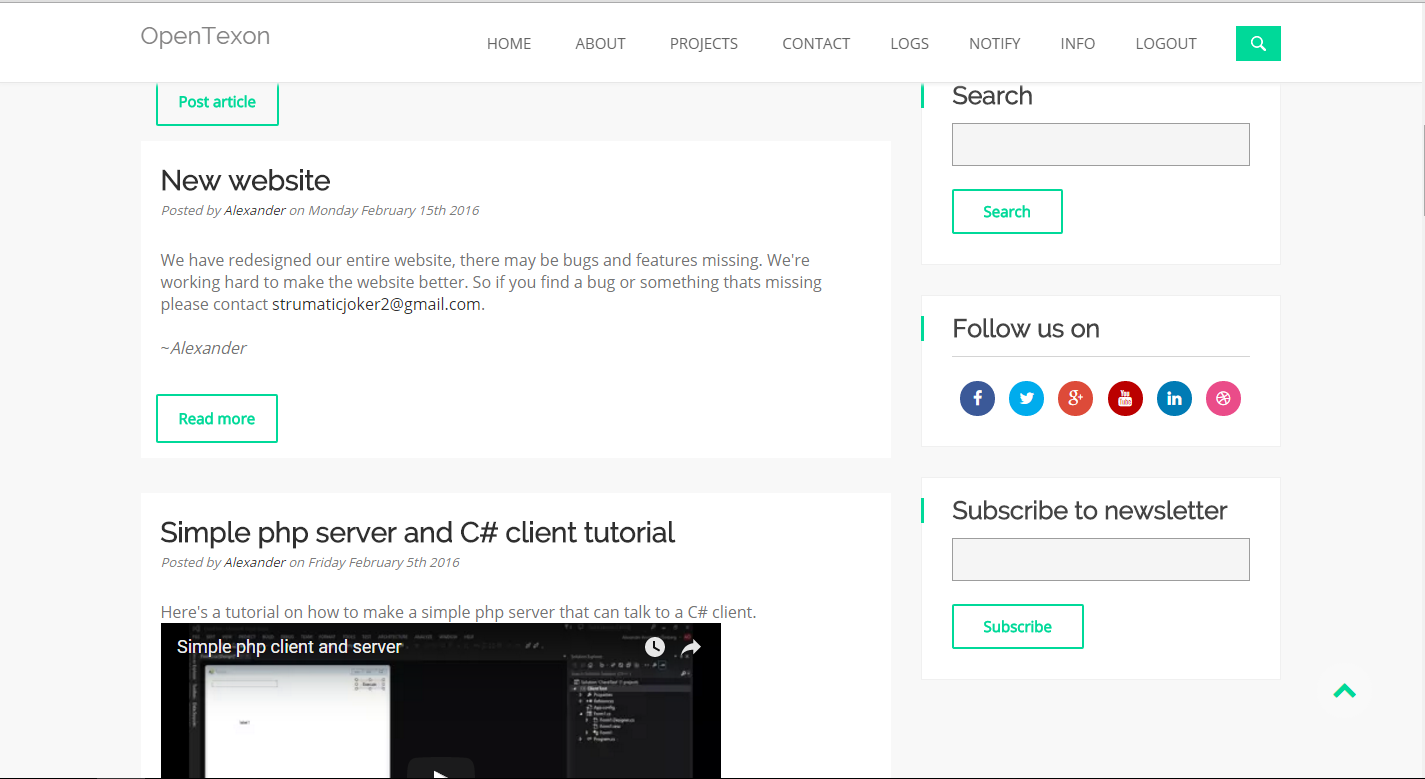 OpenTexon
HOME ABOUT PROJECTS CONTACT LOGS NOTIFY INFO LOGOUT
Post article
New website
Posted by Alexander on Monday February 15th 2016
We have redesigned our entire website, there may be bugs and features missing. We're
working hard to make the website better. So if you find a bug or something thats missing
please contact strumaticjoker2@gmail.com.
~Alexander
Read more
Simple php server and C# client tutorial
Posted by Alexander on Friday February 5th 2016
Here's a tutorial on how to make a simple php server that can talk to a C# client.
Simple php client and server
Search
Search
Follow us on
You
Tube
in
Subscribe to newsletter
Subscribe